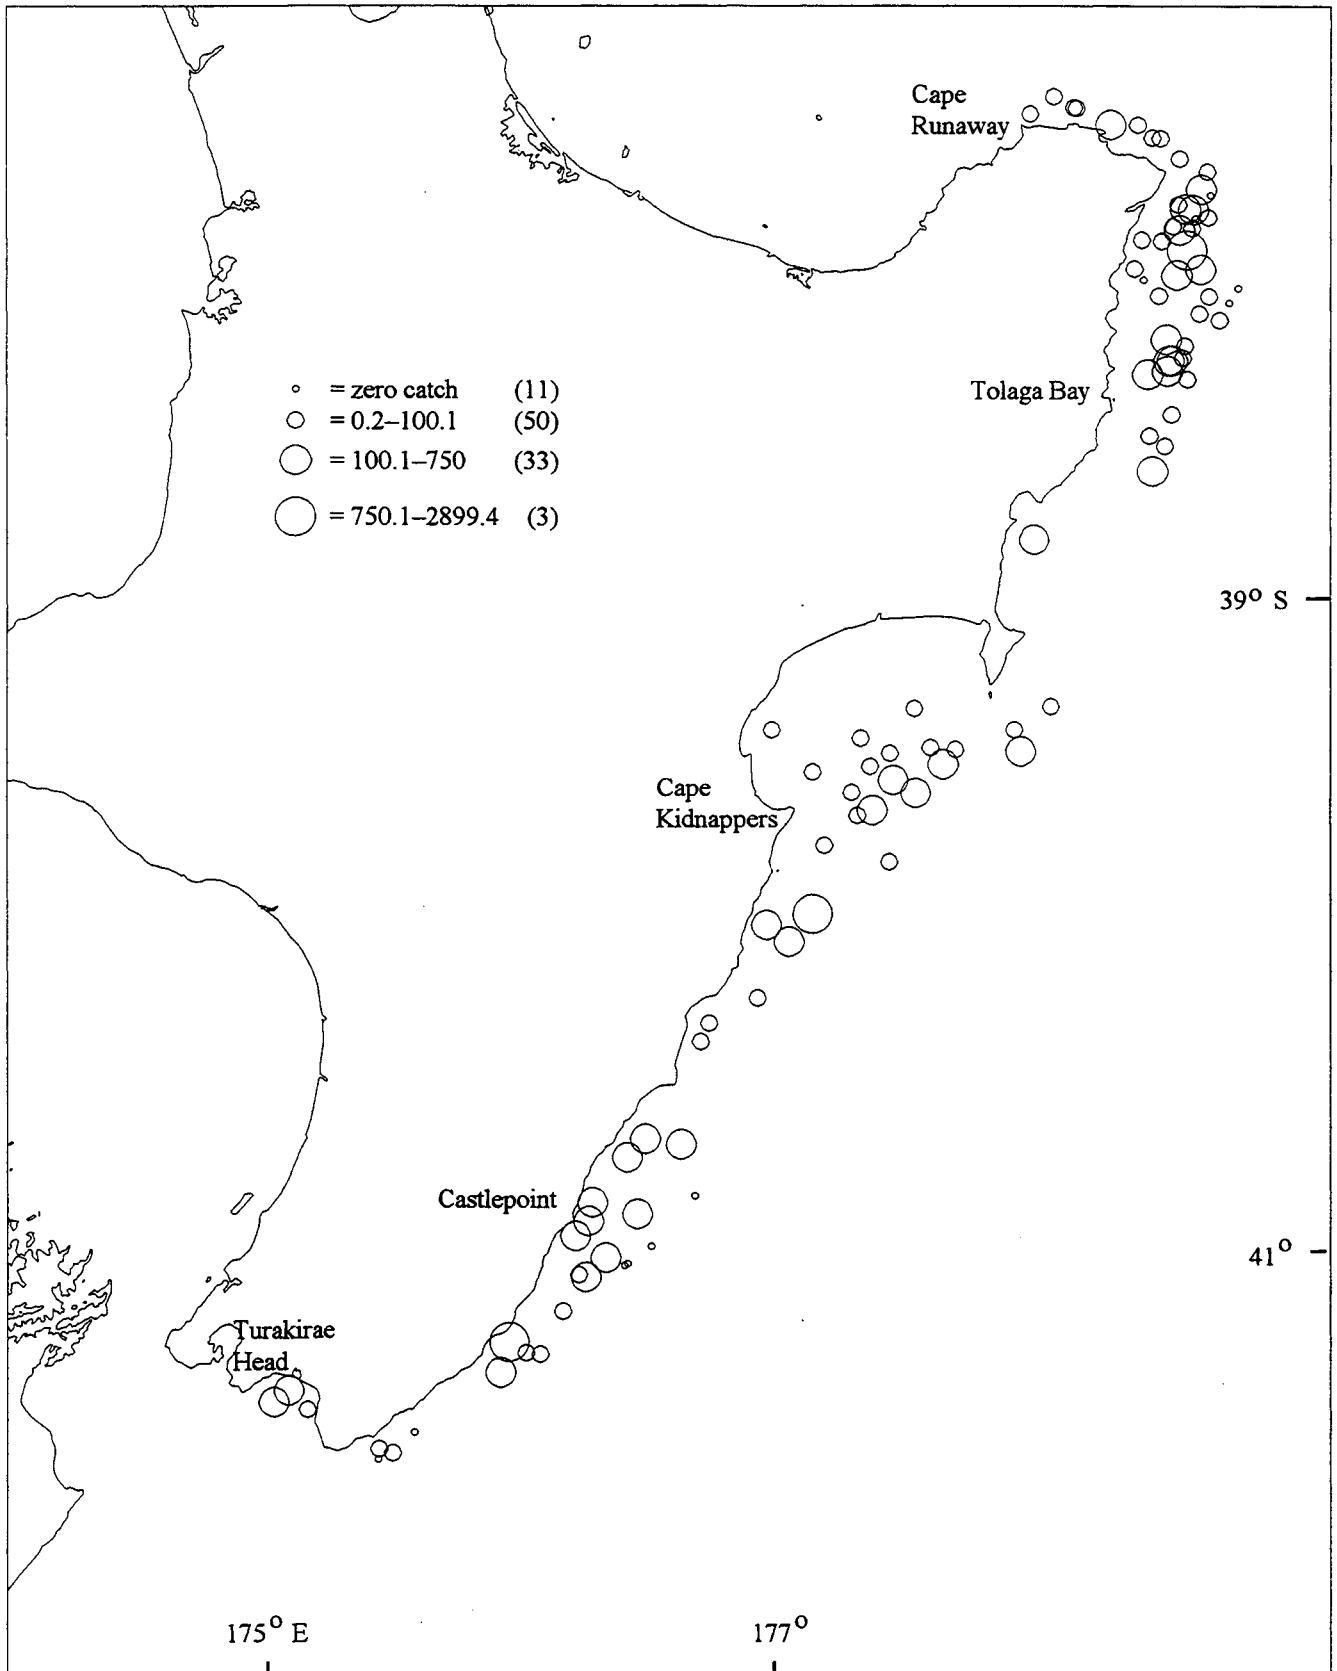 Cape
Runaway
= zero catch (11)
= 0.2–100.1 (50)
= 100.1–750 (33)
= 750.1–2899.4 (3)
Tolaga Bay
39° S
Cape
Kidnappers
Castlepoint
41°
Turakirae
Head
175° E 177°